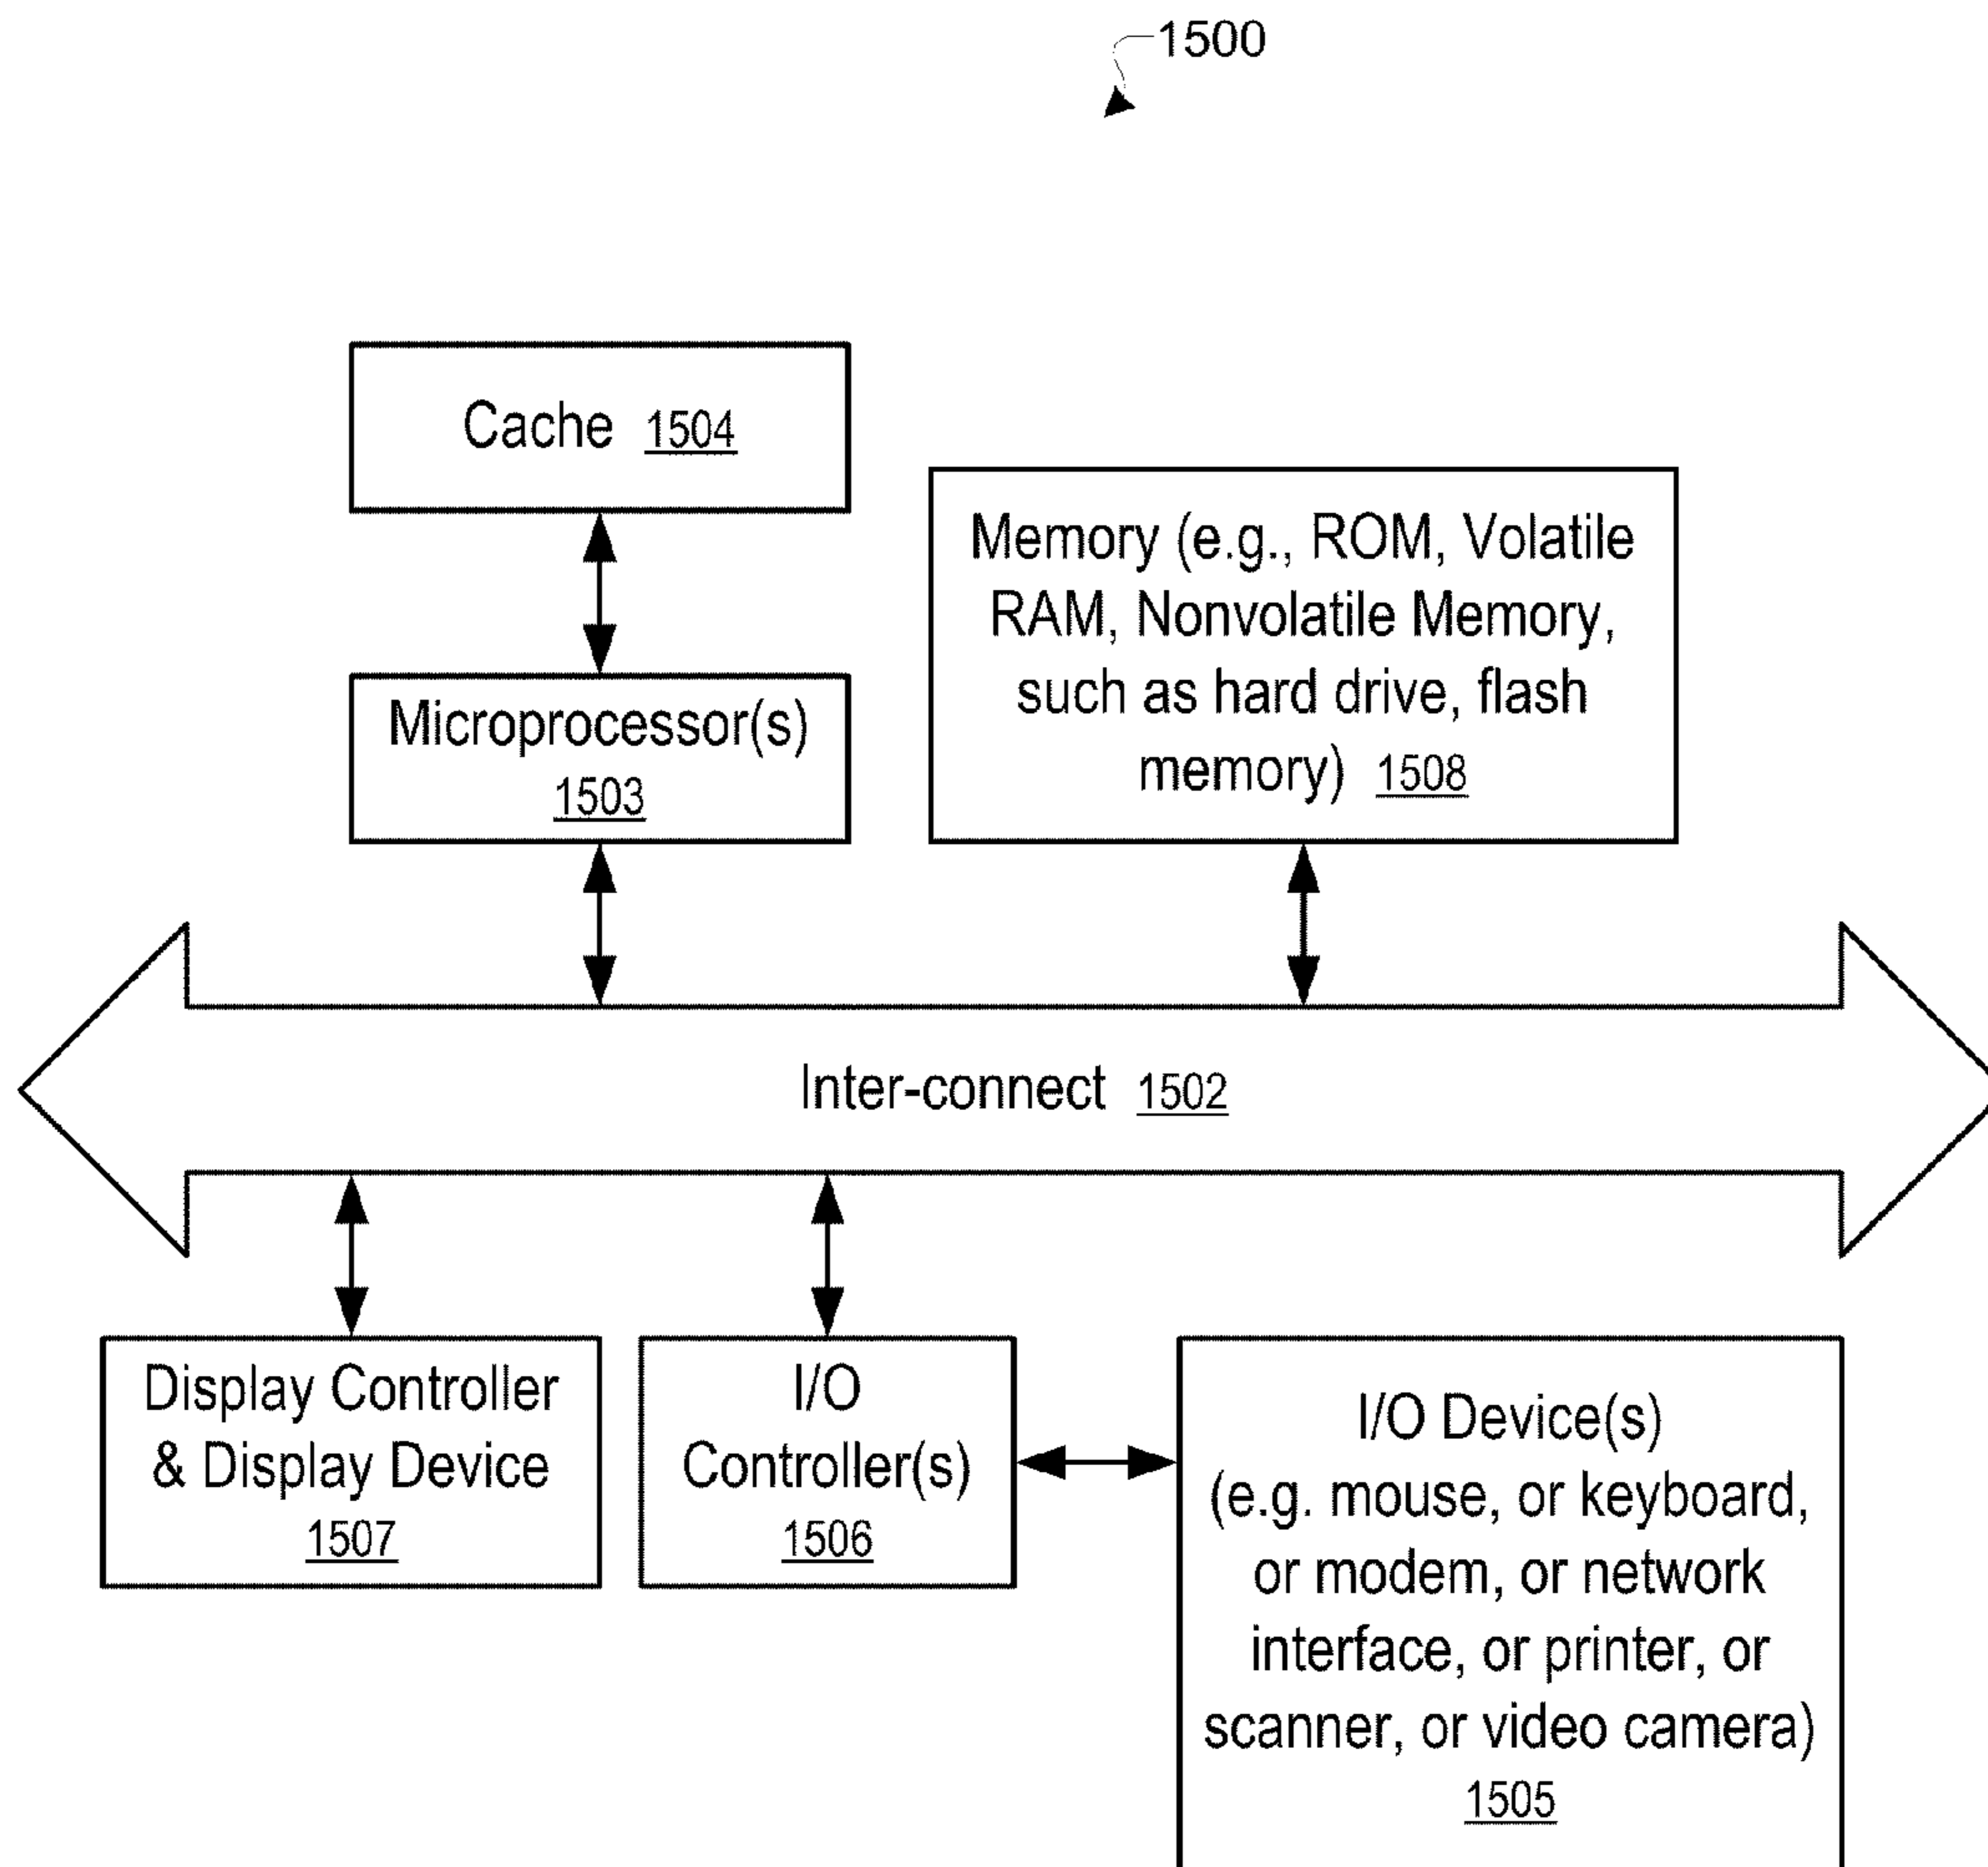 1500
Cache 1504
Memory (e.g., ROM, Volatile
RAM, Nonvolatile Memory,
such as hard drive, flash
memory) 1508
Microprocessor(s)
1503
Inter-connect 1502
Display Controller
& Display Device
1507
I/O
Controller(s)
1506
I/O Device(s)
(e.g. mouse, or keyboard,
or modem, or network
interface, or printer, or
scanner, or video camera)
1505